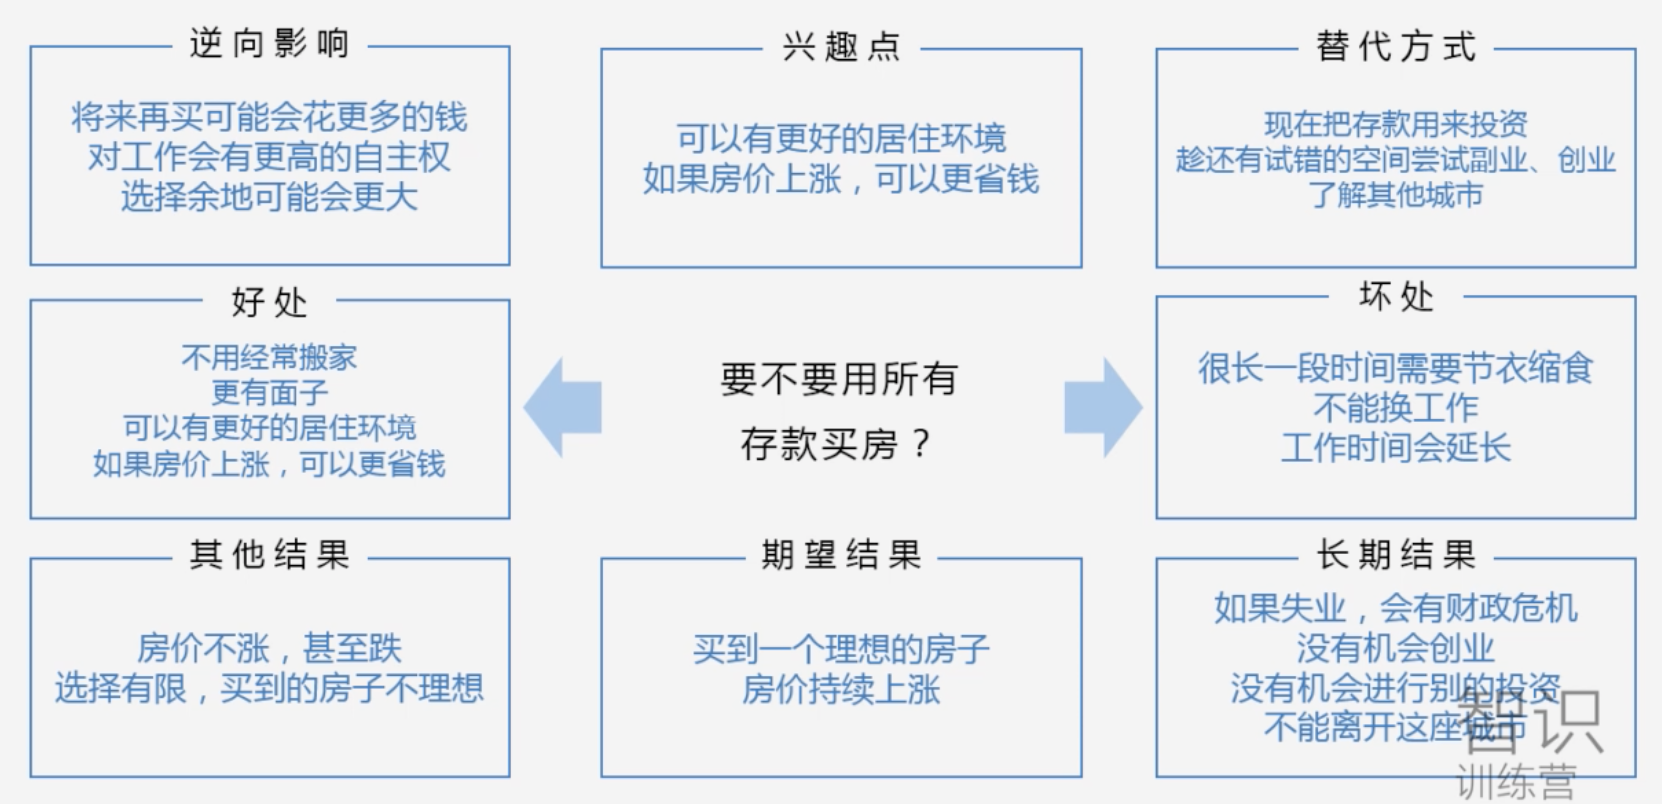 逆向影响
将来再买可能会花更多的钱
对工作会有更高的自主权
选择余地可能会更大
兴趣点
可以有更好的居住环境
如果房价上涨，可以更省钱
替代方式
现在把存款用来投资
趁还有试错的空间尝试副业、创业
了解其他城市
好处
不用经常搬家
更有面子
可以有更好的居住环境
如果房价上涨，可以更省钱
要不要用所有
存款买房？
坏处
很长一段时间需要节衣缩食
不能换工作
工作时间会延长
其他结果
房价不涨，甚至跌
选择有限，买到的房子不理想
期望结果
买到一个理想的房子
房价持续上涨
长期结果
如果失业，会有财政危机
没有机会创业
没有机会进行别的投资
不能离开这座城市
智识
训练营